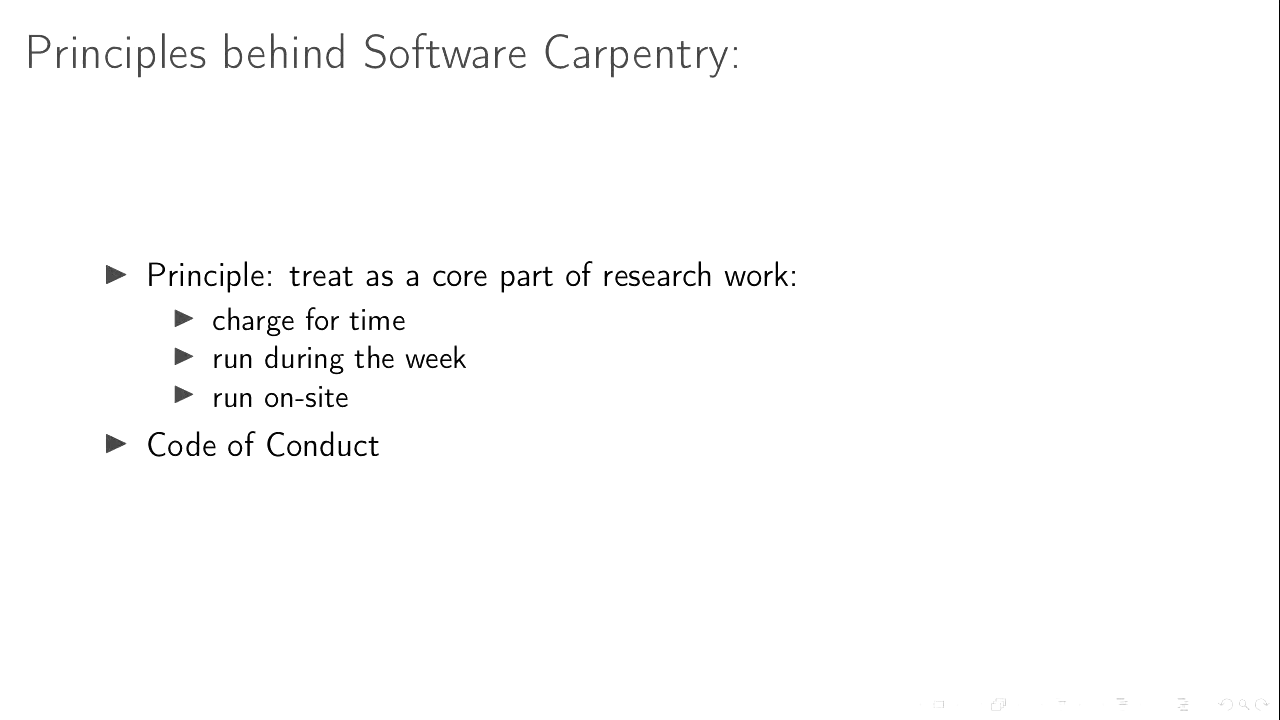 Principles behind Software Carpentry:
Principle: treat as a core part of research work:
charge for time
run during the week
run on-site
Code of Conduct